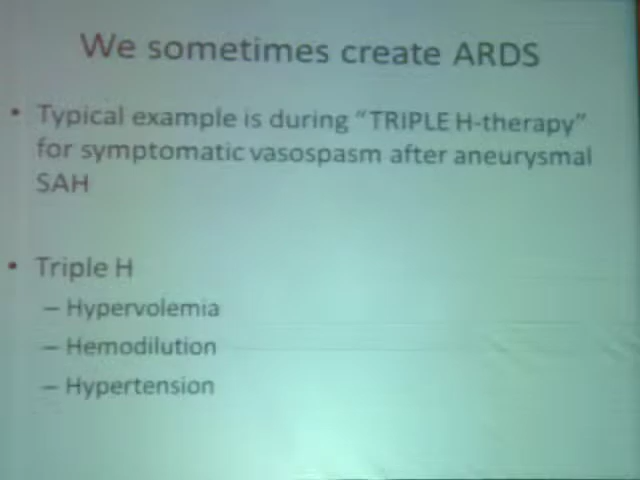 We sometimes create ARDS
• Typical example is during “TRIPLE H-therapy”
for symptomatic vasospasm after aneurysmal
SAH
• Triple H
– Hypervolemia
– Hemodilution
– Hypertension